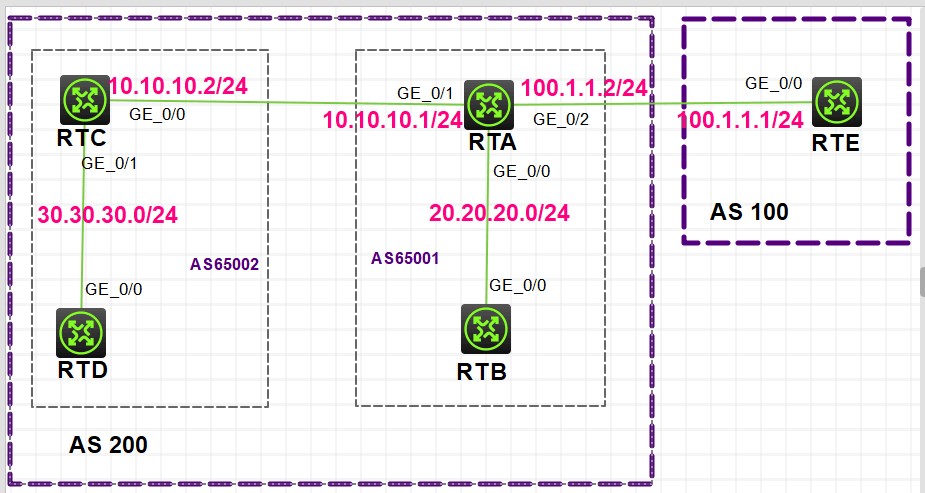 10.10.10.2/24
GE_0/0
RTC
GE_0/1
30.30.30.0/24
AS65002
GE_0/0
RTD
GE_0/1
10.10.10.1/24
100.1.1.2/24
GE_0/2
RTA
GE_0/0
20.20.20.0/24
AS65001
GE_0/0
RTB
AS 200
GE_0/0
100.1.1.1/24
RTE
AS 100